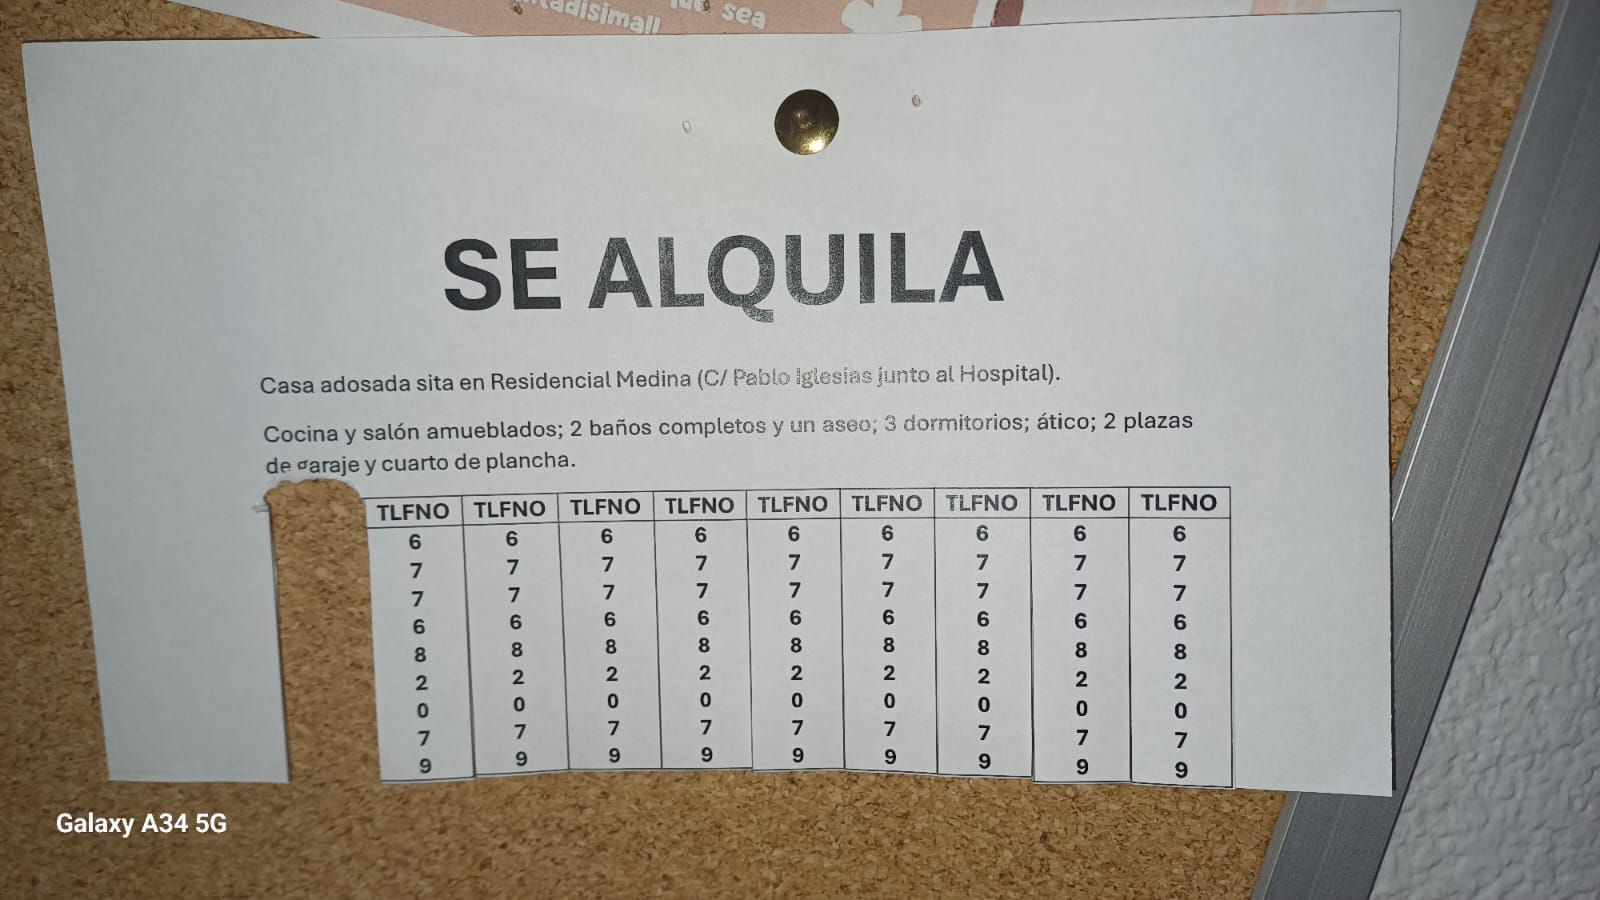 tadísima!!
sea
SE ALQUILA
Casa adosada sita en Residencial Medina (C/ Pablo Iglesias junto al Hospital).
Cocina y salón amueblados; 2 baños completos y un aseo; 3 dormitorios; ático; 2 plazas
de garaje y cuarto de plancha.
TLFNO TLFNO TLFNO TLFNO TLFNO TLFNO TLFNO TLFNO TLFNO
6 6 6 6 6 6 6 6 6
7 7 7 7 7 7 7 7 7
7 7 7 7 7 7 7 7 7
6 6 6 6 6 6 6 6 6
8 8 8 8 8 8 8 8 8
2 2 2 2 2 2 2 2 2
0 0 0 0 0 0 0 0 0
7 7 7 7 7 7 7 7 7
9 9 9 9 9 9 9 9 9
Galaxy A34 5G